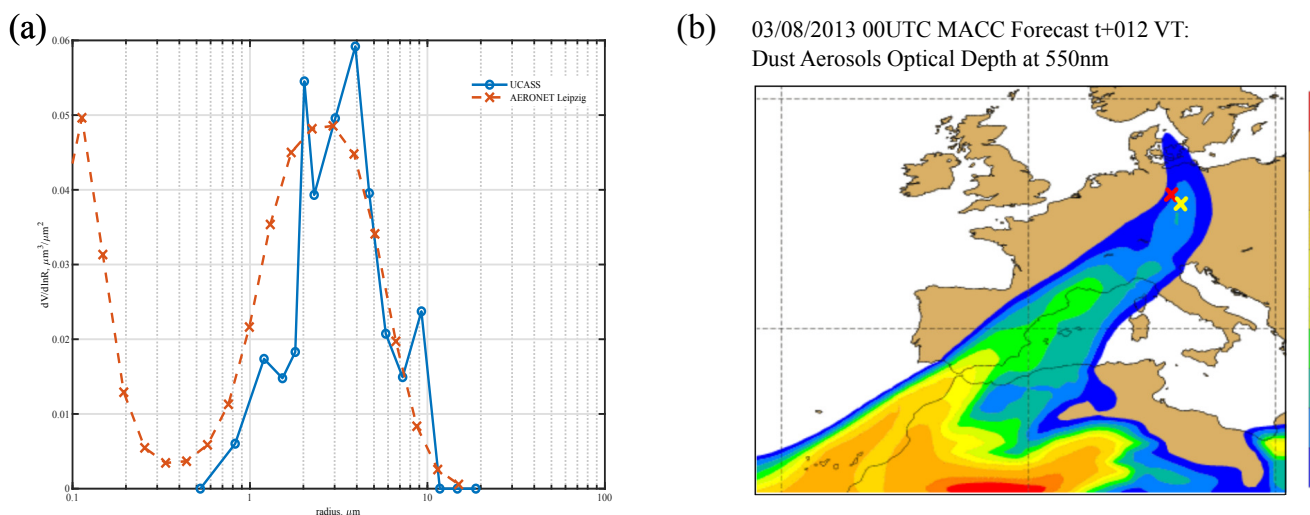 (a)
0.06
0.05
0.04
0.03
0.02
0.01
0
dV/dlnR, μm³/μm²
UCASS
AERONET Leipzig
0.1
1
10
100
radius, μm
(b)
03/08/2013 00UTC MACC Forecast t+012 VT:
Dust Aerosols Optical Depth at 550nm